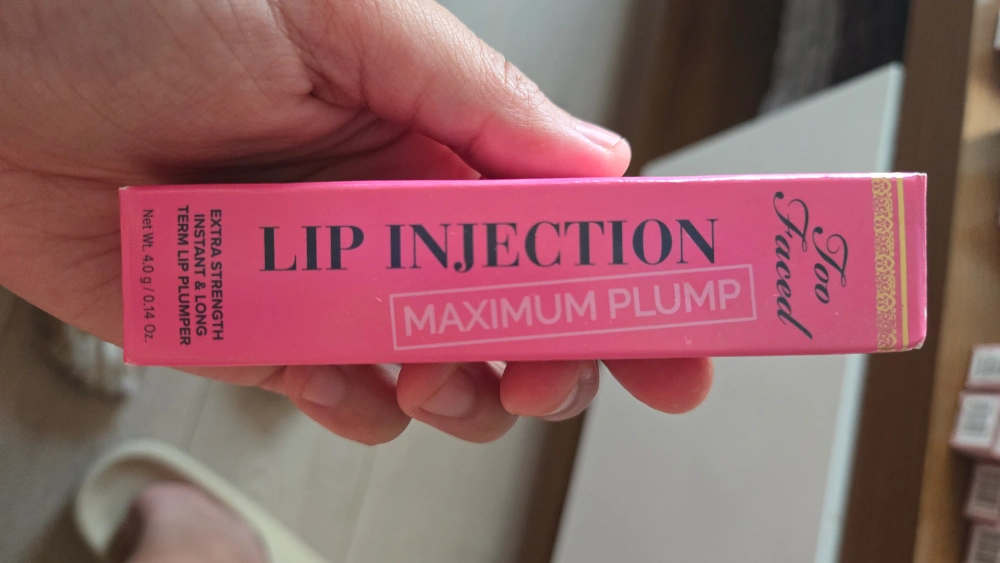 Too
Faced
LIP INJECTION
MAXIMUM PLUMP
EXTRA STRENGTH
INSTANT & LONG
TERM LIP PLUMPER
Net Wt. 4.0 g / 0.14 Oz.